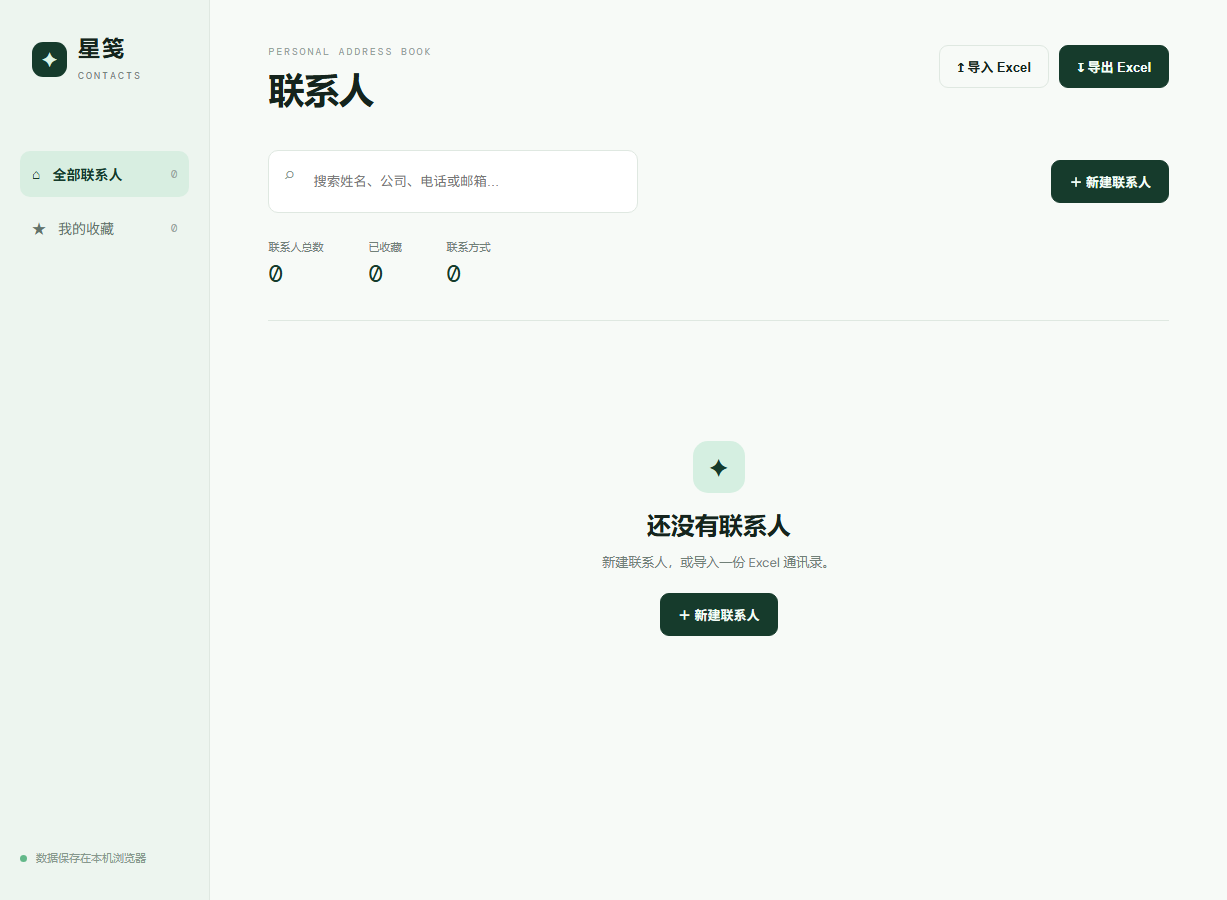 星笺
CONTACTS
全部联系人 0
我的收藏 0
数据保存在本机浏览器
PERSONAL ADDRESS BOOK
联系人
↥ 导入 Excel
↧ 导出 Excel
搜索姓名、公司、电话或邮箱…
＋ 新建联系人
联系人总数
0
已收藏
0
联系方式
0
还没有联系人
新建联系人，或导入一份 Excel 通讯录。
＋ 新建联系人